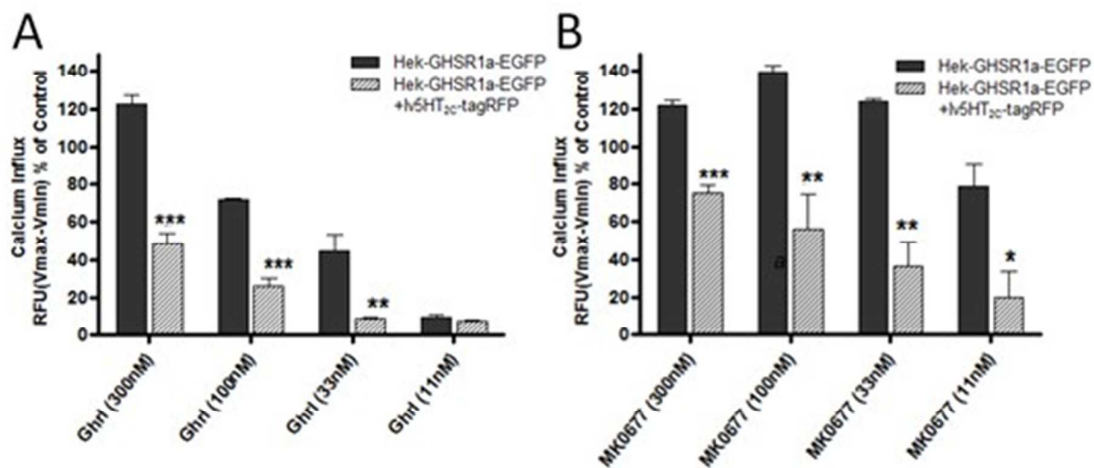 A
Calcium Influx
RFU(Vmax-Vmin) % of Control
140
120
100
80
60
40
20
0
Hek-GHSR1a-EGFP
Hek-GHSR1a-EGFP
+lv5HT2C-tagRFP
***
***
**
Ghrl (300nM)
Ghrl (100nM)
Ghrl (33nM)
Ghrl (11nM)
B
Calcium Influx
RFU(Vmax-Vmin) % of Control
140
120
100
80
60
40
20
0
Hek-GHSR1a-EGFP
Hek-GHSR1a-EGFP
+lv5HT2C-tagRFP
***
**
**
*
a
MK0677 (300nM)
MK0677 (100nM)
MK0677 (33nM)
MK0677 (11nM)